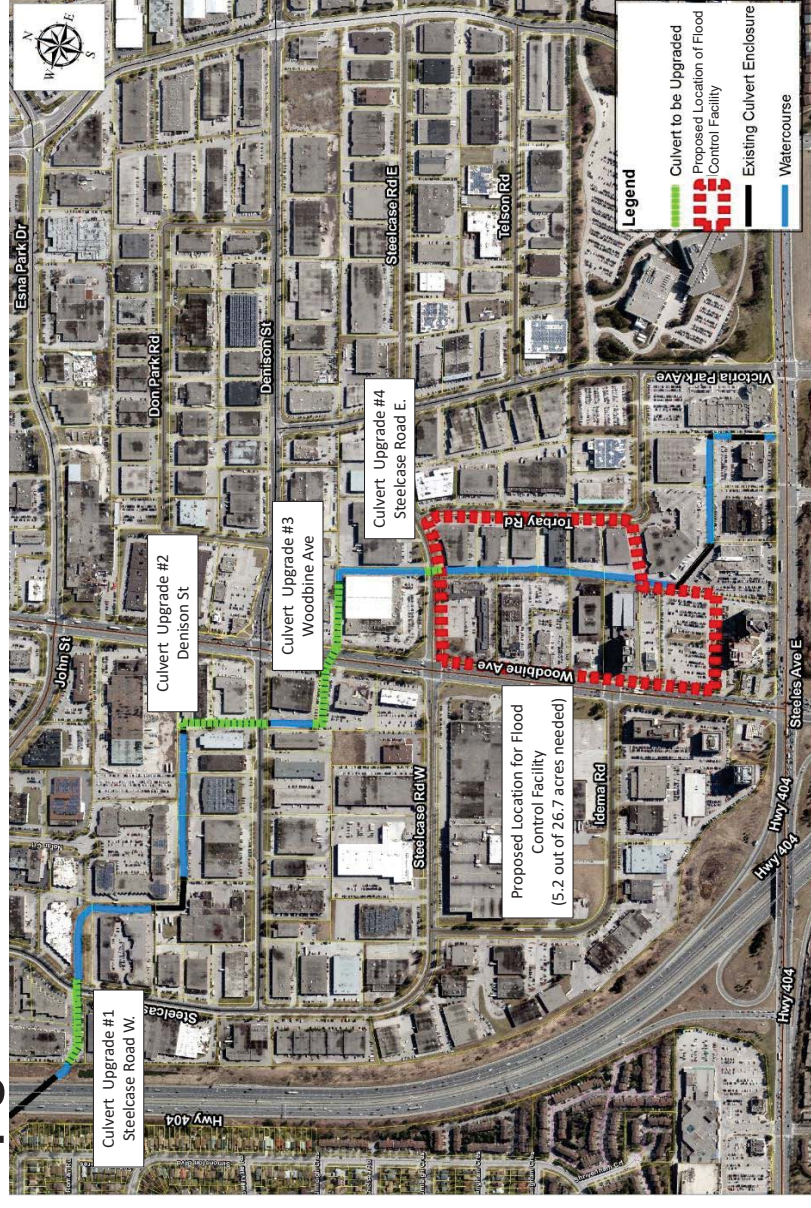 N
E
S
W
Esna Park Dr
John St
Don Park Rd
Denison St
Steelcase Rd E
Telson Rd
Victoria Park Ave
Torbay Rd
Woodbine Ave
Steelcase Rd W
Idema Rd
Steeles Ave E
Hwy 404
Hwy 404
Hwy 404
Hwy 404
Steelcas
Culvert Upgrade #1
Steelcase Road W.
Culvert Upgrade #2
Denison St
Culvert Upgrade #3
Woodbine Ave
Culvert Upgrade #4
Steelcase Road E.
Proposed Location for Flood
Control Facility
(5.2 out of 26.7 acres needed)
Legend
Culvert to be Upgraded
Proposed Location of Flood
Control Facility
Existing Culvert Enclosure
Watercourse